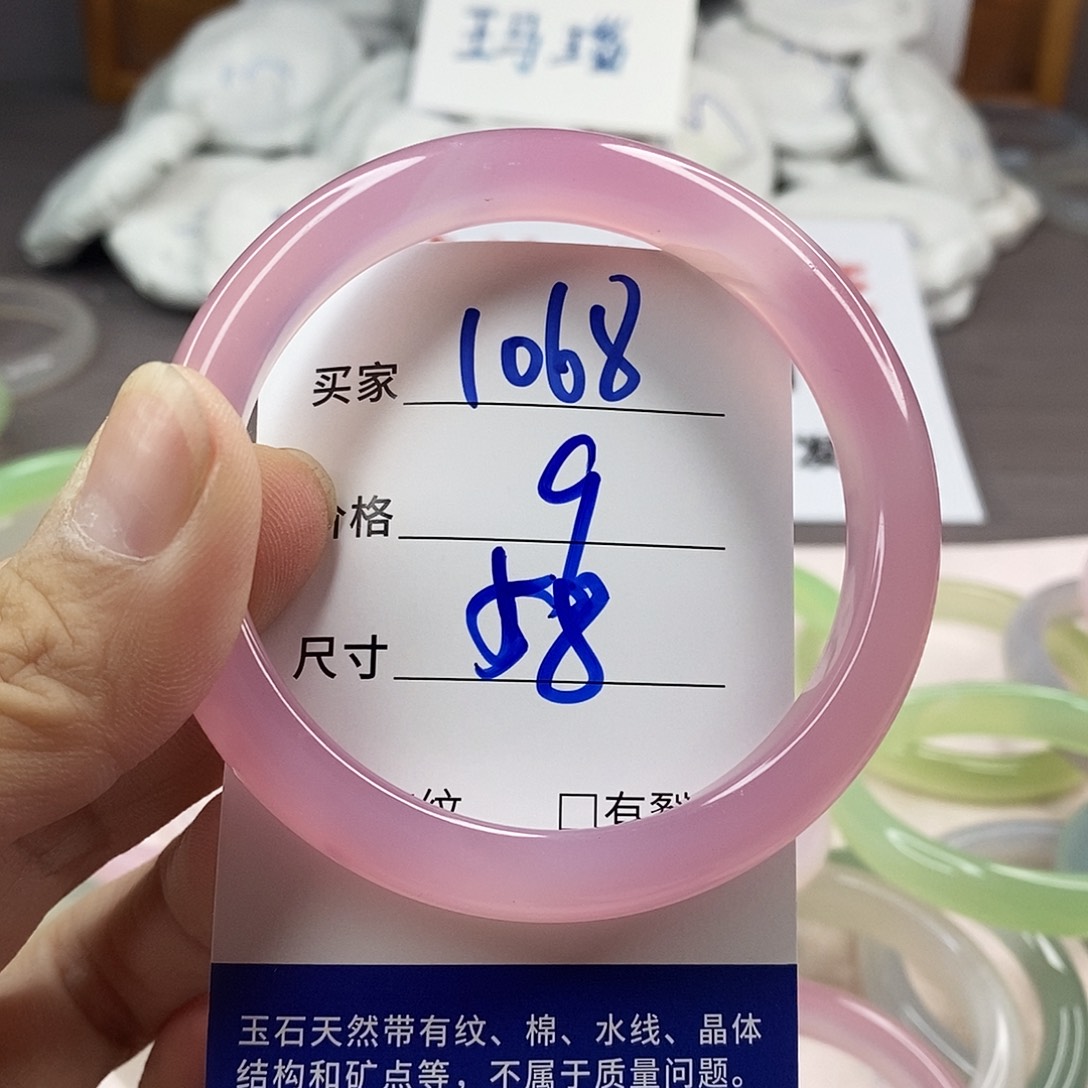 玛瑙
买家 1068
价格 9
尺寸 58
纹 □有裂
玉石天然带有纹、棉、水线、晶体
结构和矿点等，不属于质量问题。